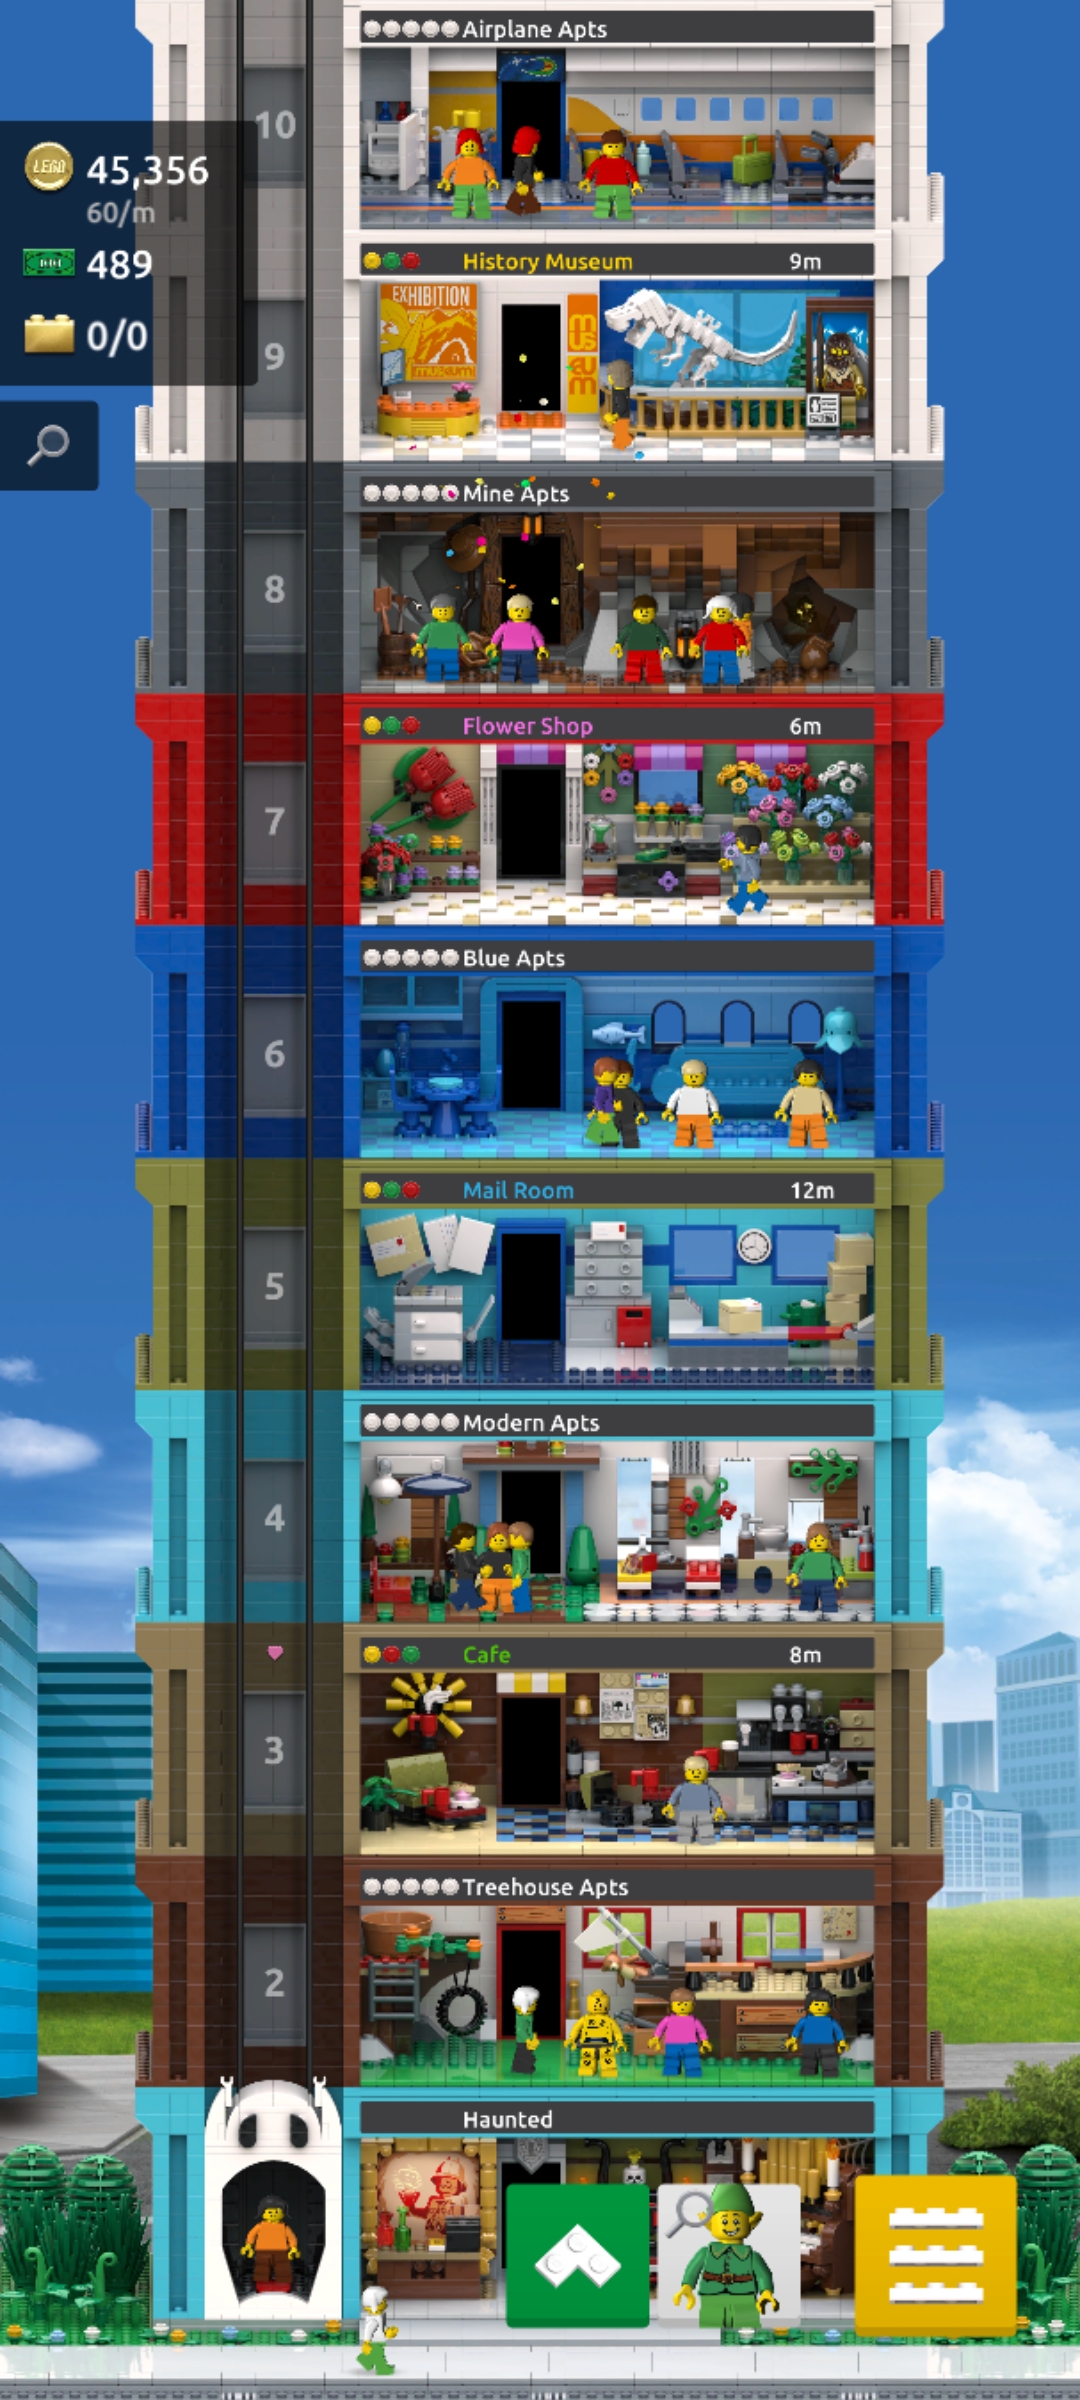 Airplane Apts
10
LEGO
45,356
60/m
489
0/0
History Museum 9m
EXHIBITION
museum
museum
9
Mine Apts
8
Flower Shop 6m
7
Blue Apts
6
Mail Room 12m
5
Modern Apts
4
Cafe 8m
3
Treehouse Apts
2
Haunted